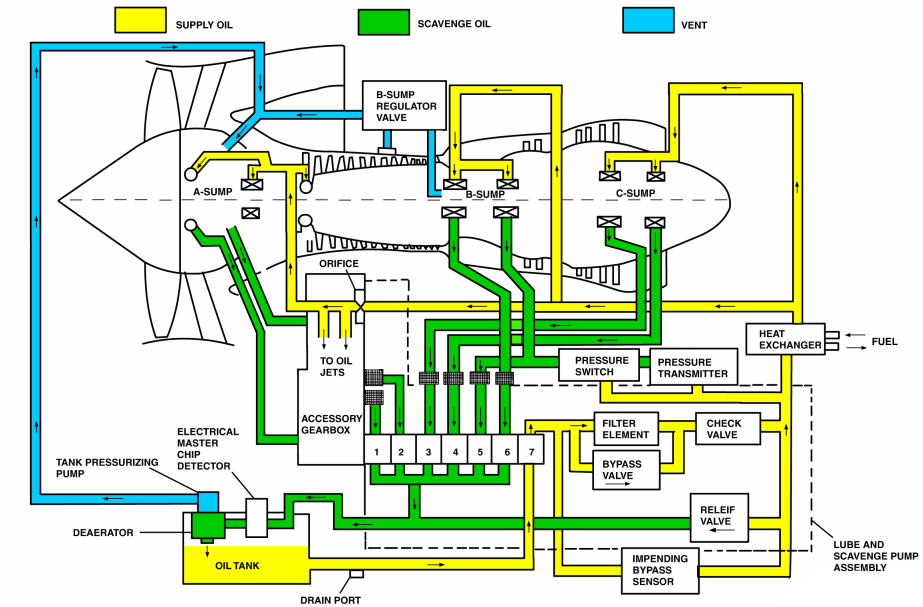 SUPPLY OIL
SCAVENGE OIL
VENT
B-SUMP
REGULATOR
VALVE
A-SUMP
B-SUMP
C-SUMP
ORIFICE
HEAT
EXCHANGER
FUEL
TO OIL
JETS
PRESSURE
SWITCH
PRESSURE
TRANSMITTER
ACCESSORY
GEARBOX
FILTER
ELEMENT
CHECK
VALVE
ELECTRICAL
MASTER
CHIP
DETECTOR
1 2 3 4 5 6 7
BYPASS
VALVE
TANK PRESSURIZING
PUMP
RELEIF
VALVE
DEAERATOR
LUBE AND
SCAVENGE PUMP
ASSEMBLY
OIL TANK
IMPENDING
BYPASS
SENSOR
DRAIN PORT